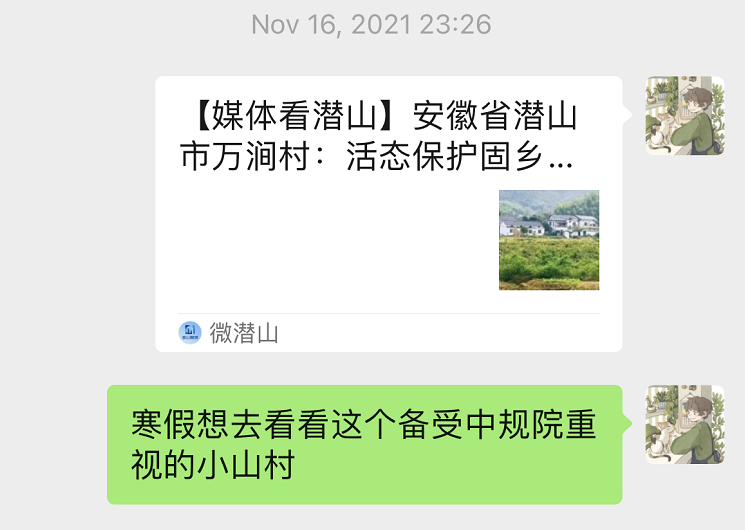 Nov 16, 2021 23:26
【媒体看潜山】安徽省潜山
市万涧村：活态保护固乡...
微潜山
寒假想去看看这个备受中规院重
视的小山村